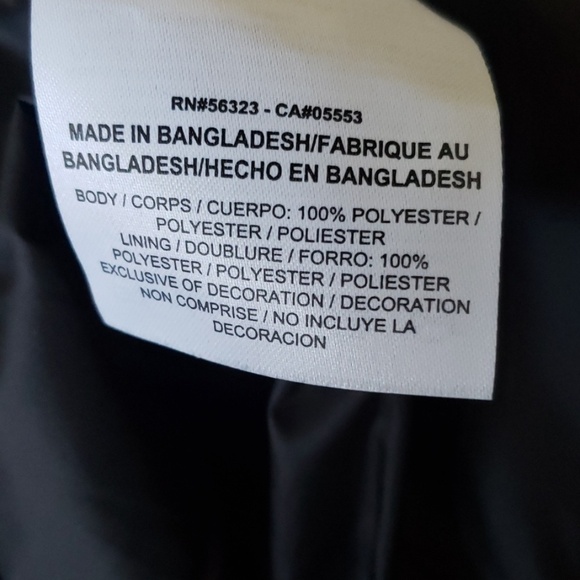 RN#56323 - CA#05553
MADE IN BANGLADESH/FABRIQUE AU
BANGLADESH/HECHO EN BANGLADESH
BODY / CORPS / CUERPO: 100% POLYESTER /
POLYESTER / POLIESTER
LINING / DOUBLURE / FORRO: 100%
POLYESTER / POLYESTER / POLIESTER
EXCLUSIVE OF DECORATION / DECORATION
NON COMPRISE / NO INCLUYE LA
DECORACION